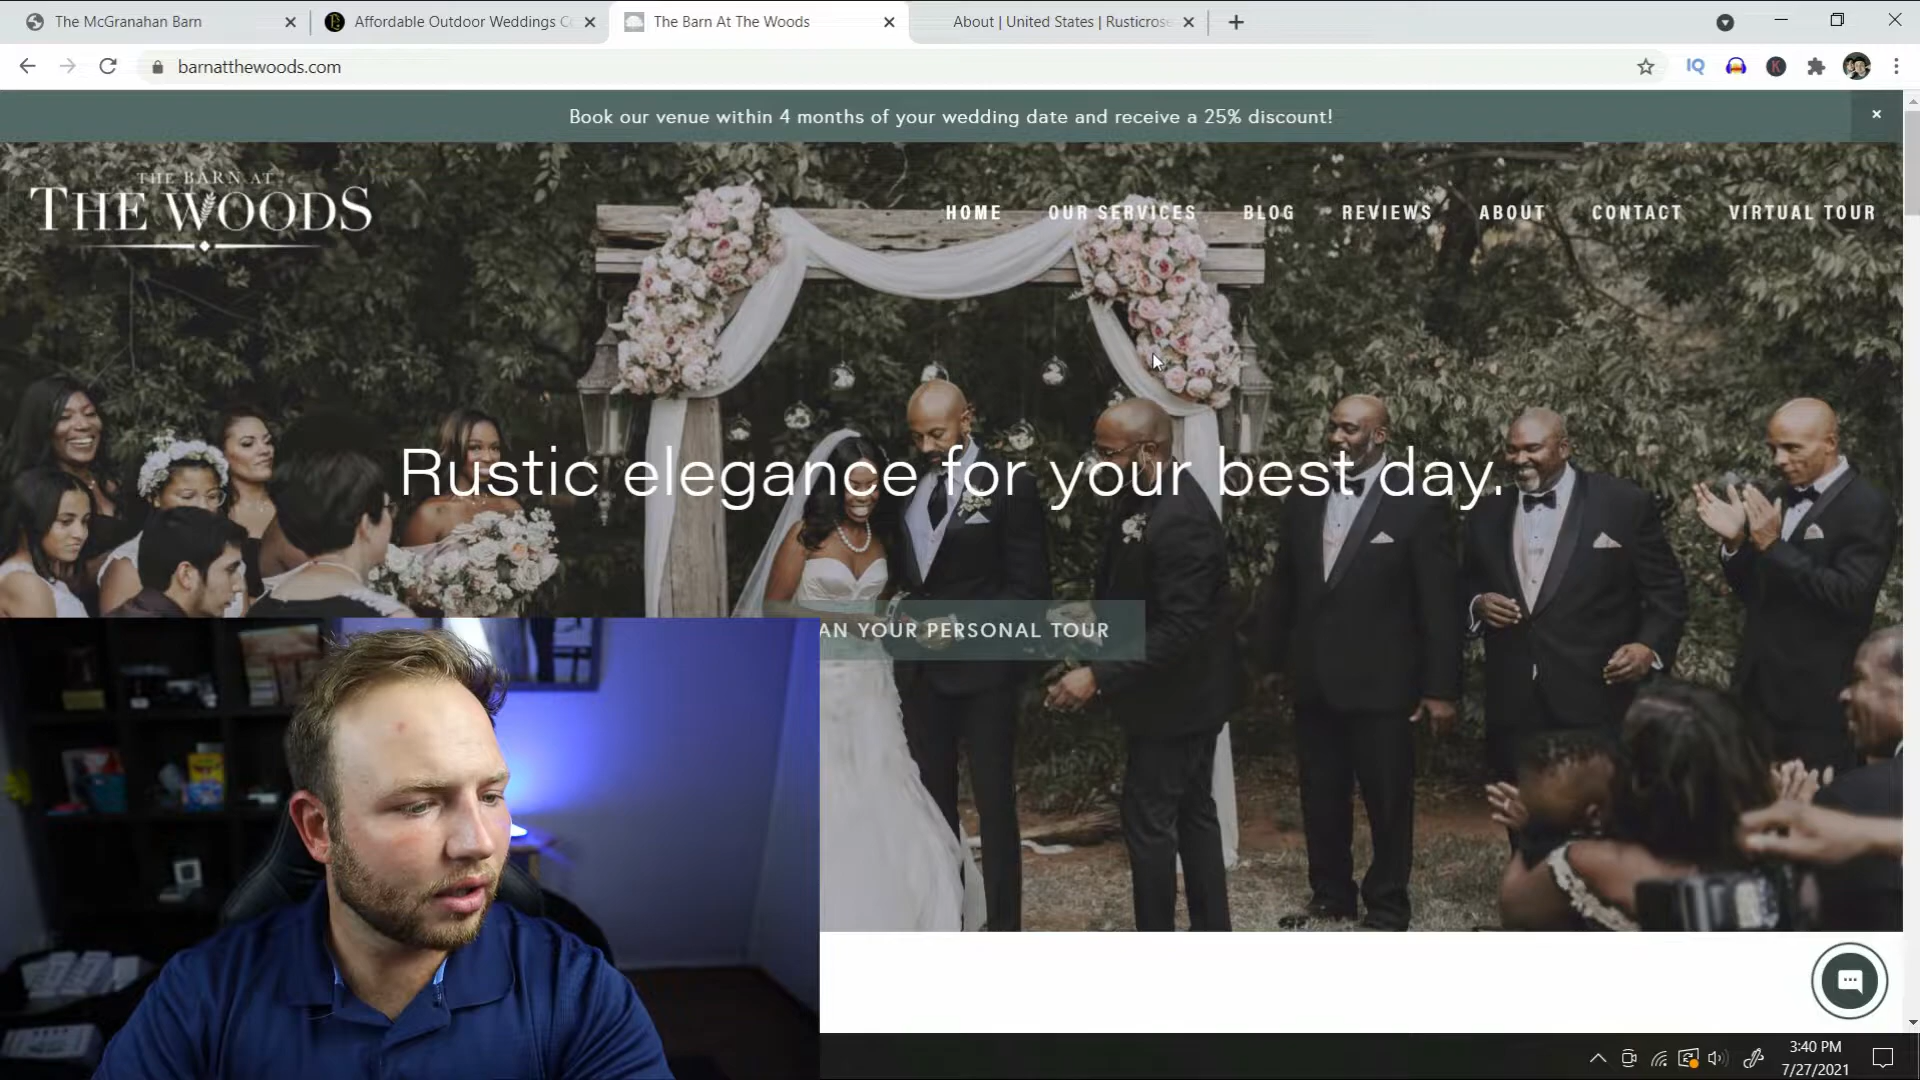 The McGranahan Barn
Affordable Outdoor Weddings C
The Barn At The Woods
About | United States | Rusticrose
barnatthewoods.com
IQ
K
Book our venue within 4 months of your wedding date and receive a 25% discount!
THE BARN AT
THE WOODS
HOME
OUR SERVICES
BLOG
REVIEWS
ABOUT
CONTACT
VIRTUAL TOUR
Rustic elegance for your best day.
AN YOUR PERSONAL TOUR
3:40 PM
7/27/2021